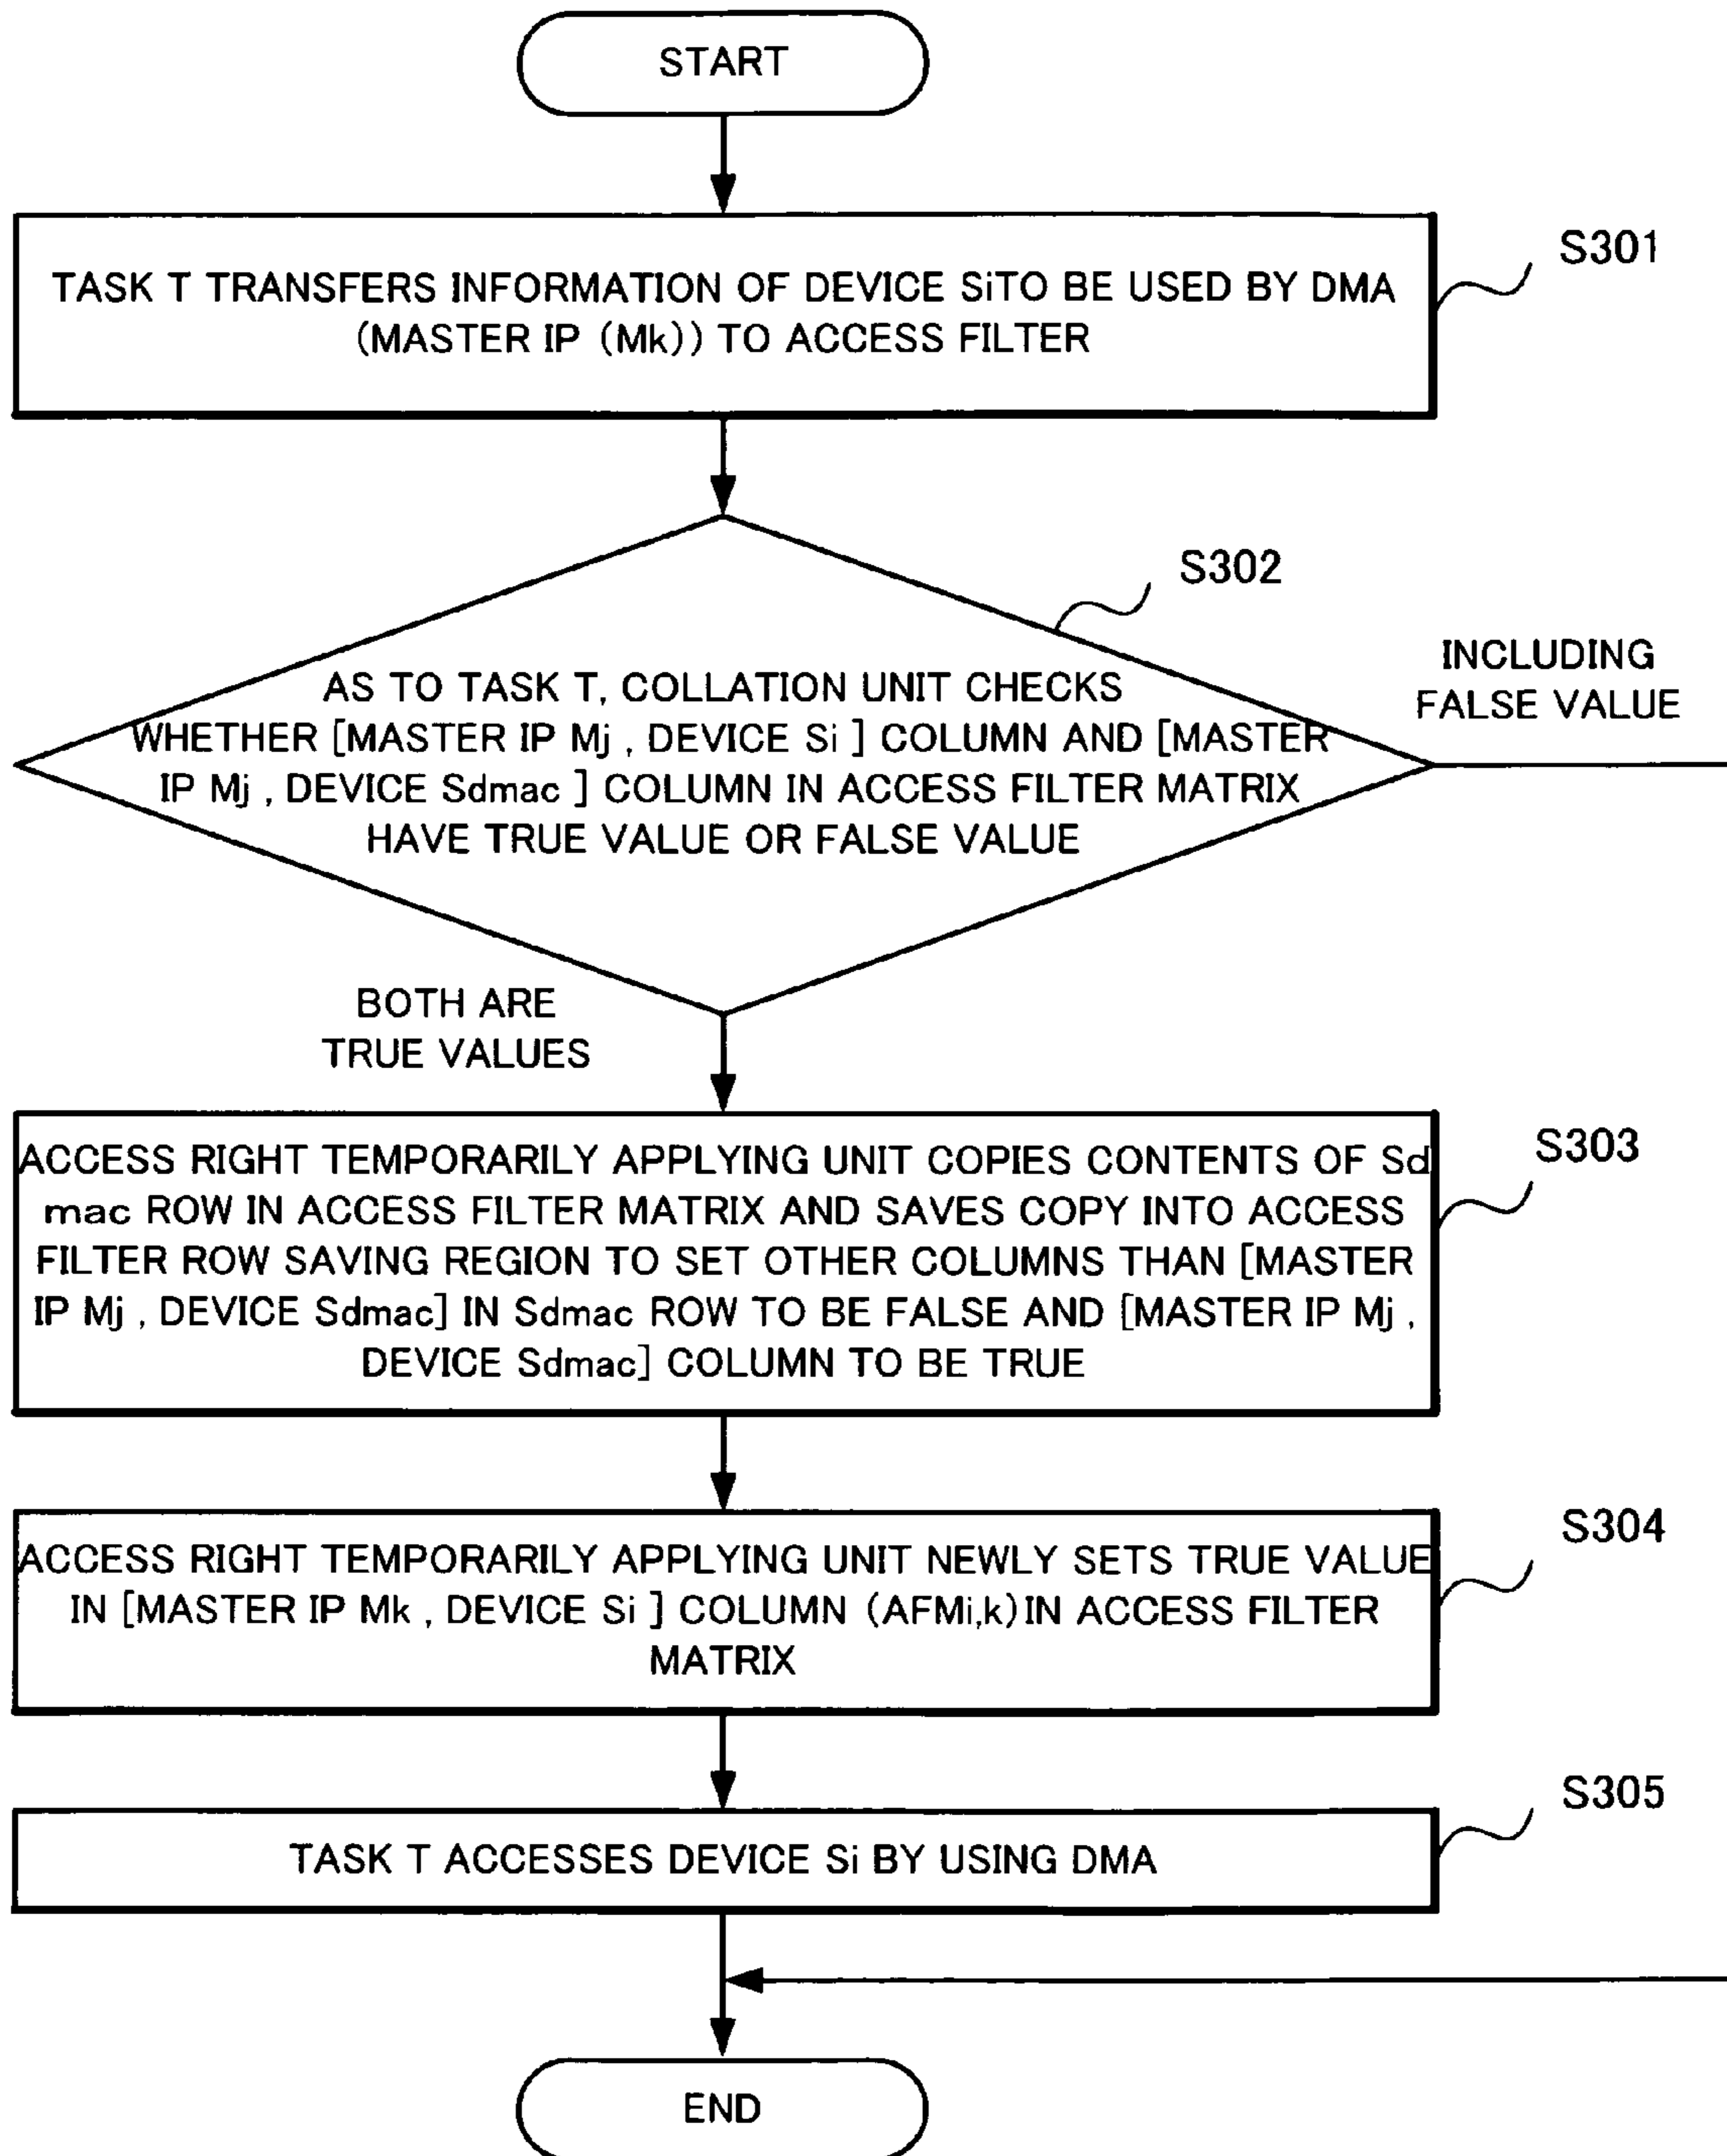 START
S301
TASK T TRANSFERS INFORMATION OF DEVICE SiTO BE USED BY DMA
(MASTER IP (Mk)) TO ACCESS FILTER
S302
INCLUDING
FALSE VALUE
AS TO TASK T, COLLATION UNIT CHECKS
WHETHER [MASTER IP Mj , DEVICE Si ] COLUMN AND [MASTER
IP Mj , DEVICE Sdmac ] COLUMN IN ACCESS FILTER MATRIX
HAVE TRUE VALUE OR FALSE VALUE
BOTH ARE
TRUE VALUES
S303
ACCESS RIGHT TEMPORARILY APPLYING UNIT COPIES CONTENTS OF Sd
mac ROW IN ACCESS FILTER MATRIX AND SAVES COPY INTO ACCESS
FILTER ROW SAVING REGION TO SET OTHER COLUMNS THAN [MASTER
IP Mj , DEVICE Sdmac] IN Sdmac ROW TO BE FALSE AND [MASTER IP Mj ,
DEVICE Sdmac] COLUMN TO BE TRUE
S304
ACCESS RIGHT TEMPORARILY APPLYING UNIT NEWLY SETS TRUE VALUE
IN [MASTER IP Mk , DEVICE Si ] COLUMN (AFMi,k)IN ACCESS FILTER
MATRIX
S305
TASK T ACCESSES DEVICE Si BY USING DMA
END